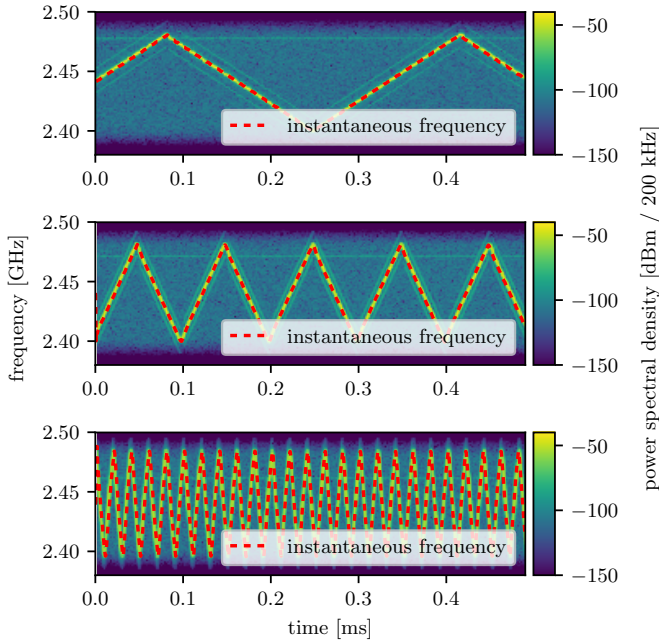 2.50
2.45
2.40
0.0 0.1 0.2 0.3 0.4
instantaneous frequency
−50
−100
−150
2.50
2.45
2.40
0.0 0.1 0.2 0.3 0.4
instantaneous frequency
−50
−100
−150
2.50
2.45
2.40
0.0 0.1 0.2 0.3 0.4
instantaneous frequency
−50
−100
−150
time [ms]
frequency [GHz]
power spectral density [dBm / 200 kHz]